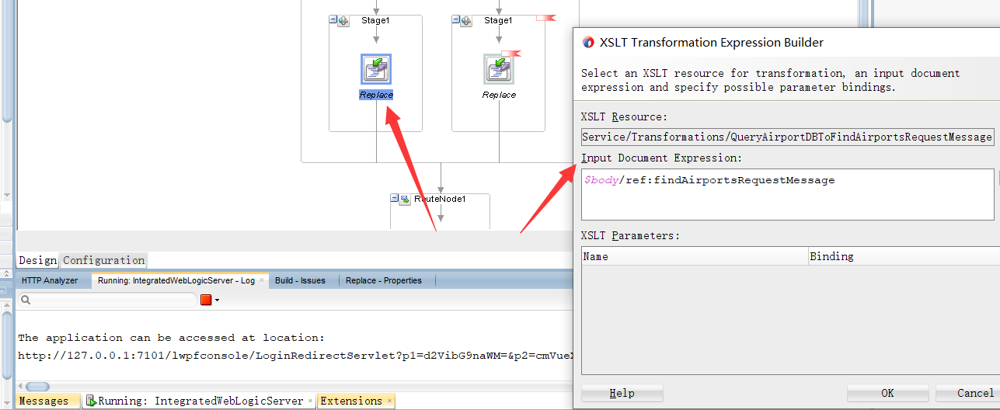 Stage1
Stage1
Replace
Replace
RouteNode1
Design
Configuration
HTTP Analyzer
Running: IntegratedWebLogicServer - Log
Build - Issues
Replace - Properties
The application can be accessed at location:
http://127.0.0.1:7101/lwpfconsole/LoginRedirectServlet?p1=d2VibG9naWM=&p2=cmVue
Messages
Running: IntegratedWebLogicServer
Extensions
XSLT Transformation Expression Builder
Select an XSLT resource for transformation, an input document
expression and specify possible parameter bindings.
XSLT Resource:
Service/Transformations/QueryAirportDBToFindAirportsRequestMessage
Input Document Expression:
$body/ref:findAirportsRequestMessage
XSLT Parameters:
Name
Binding
Help
OK
Cancel